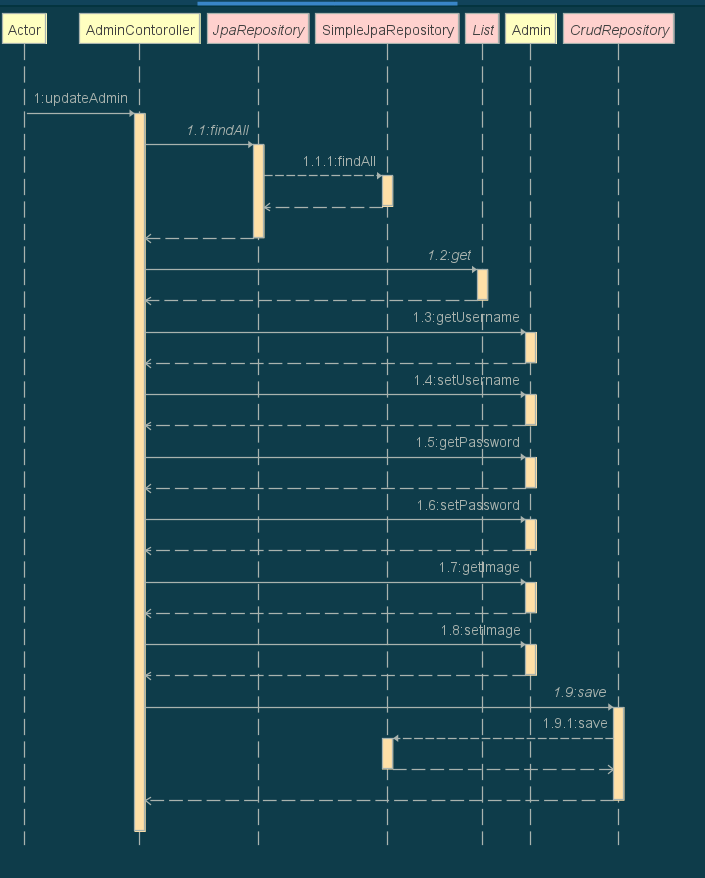 Actor
AdminContoroller
JpaRepository
SimpleJpaRepository
List
Admin
CrudRepository
1:updateAdmin
1.1:findAll
1.1.1:findAll
1.2:get
1.3:getUsername
1.4:setUsername
1.5:getPassword
1.6:setPassword
1.7:getImage
1.8:setImage
1.9:save
1.9.1:save